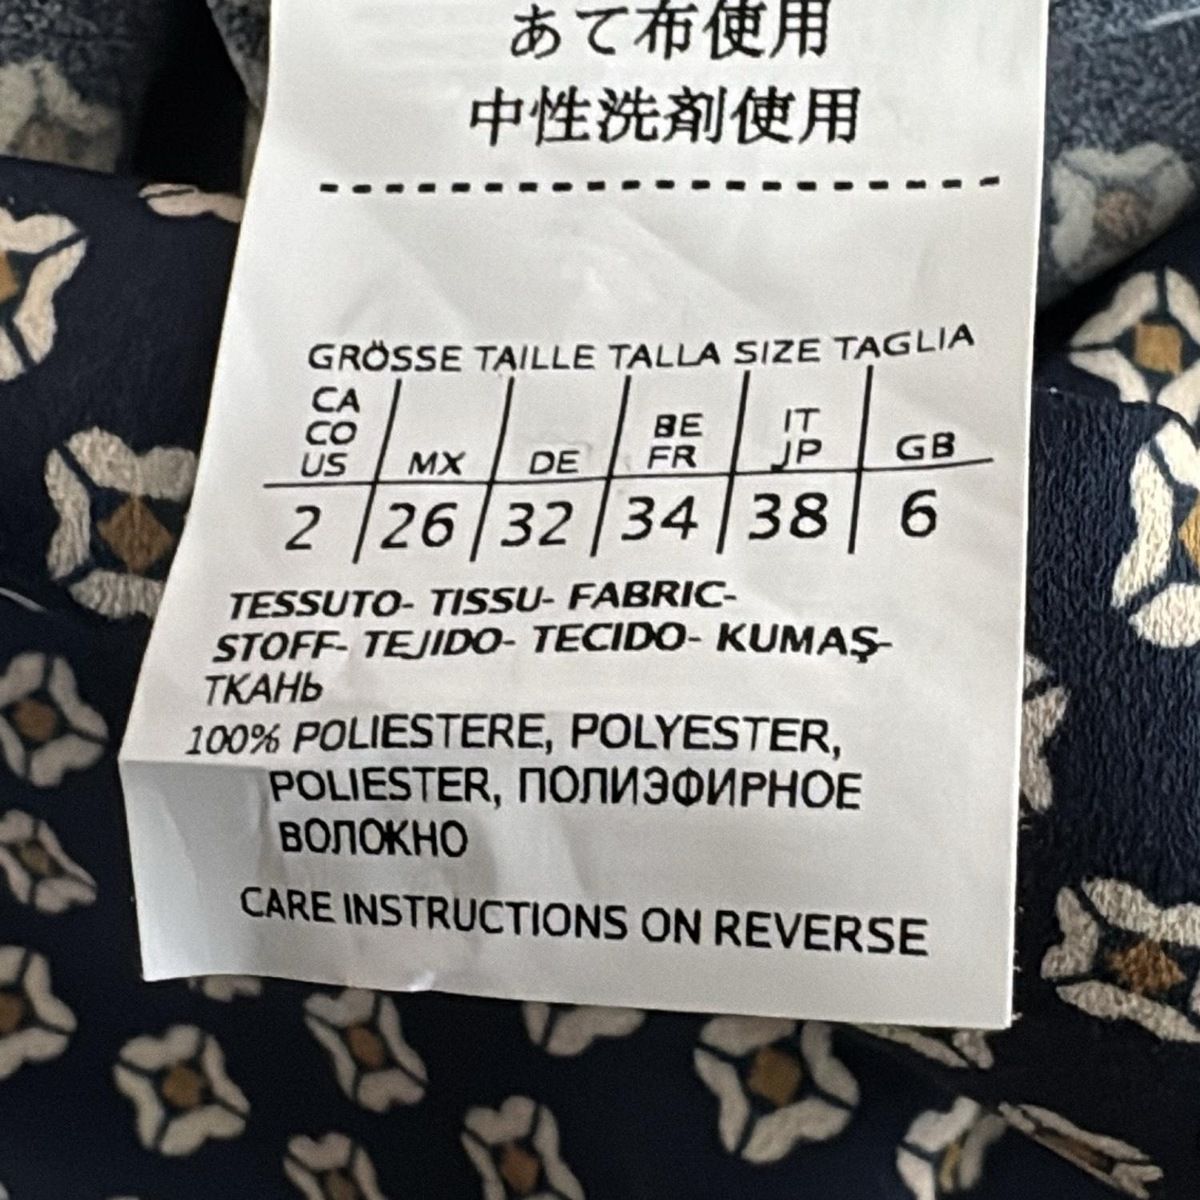 あて布使用
中性洗剤使用
GRÖSSE TAILLE TALLA SIZE TAGLIA
CA
CO
US MX DE BE FR IT JP GB
2 26 32 34 38 6
TESSUTO- TISSU- FABRIC-
STOFF- TEJIDO- TECIDO- KUMAŞ-
ТКАНЬ
100% POLIESTERE, POLYESTER,
POLIESTER, ПОЛИЭФИРНОЕ
ВОЛОКНО
CARE INSTRUCTIONS ON REVERSE